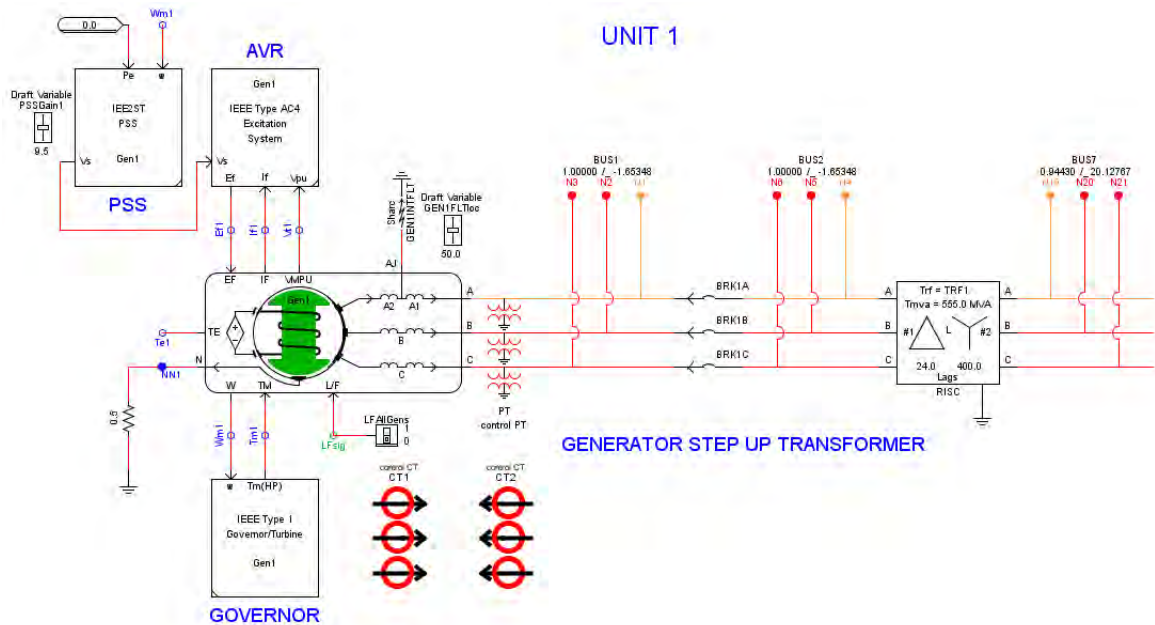 UNIT 1
0.0
Wm1
AVR
Pe
w
Draft Variable
PSSGain1
9.5
IEE2ST
PSS
Vs
Gen1
PSS
Gen1
IEEE Type AC4
Excitation
System
Vs
Ef
If
Vpu
Ef1
If1
Vt1
Sharc
GEN1INTFLT
Draft Variable
GEN1FLTloc
50.0
BUS1
1.00000 /_ -1.65348
N3
N2
BUS2
1.00000 /_ -1.65348
N6
N5
BUS7
0.94430 /_ 20.12767
N20
N21
EF
IF
VMPU
AJ
Gen1
A2
A1
A
BRK1A
B
B
BRK1B
C
C
BRK1C
TE
Te1
N
NN1
W
TM
L/F
Trf = TRF1
Tmva = 555.0 MVA
#1
L
#2
24.0
400.0
Lags
RISC
A
B
C
A
B
C
0.5
Wm1
Tm1
LFsig
LFAllGens
1
0
PT
control PT
GENERATOR STEP UP TRANSFORMER
control CT
CT1
control CT
CT2
w
Tm(HP)
IEEE Type 1
Governor/Turbine
Gen1
GOVERNOR